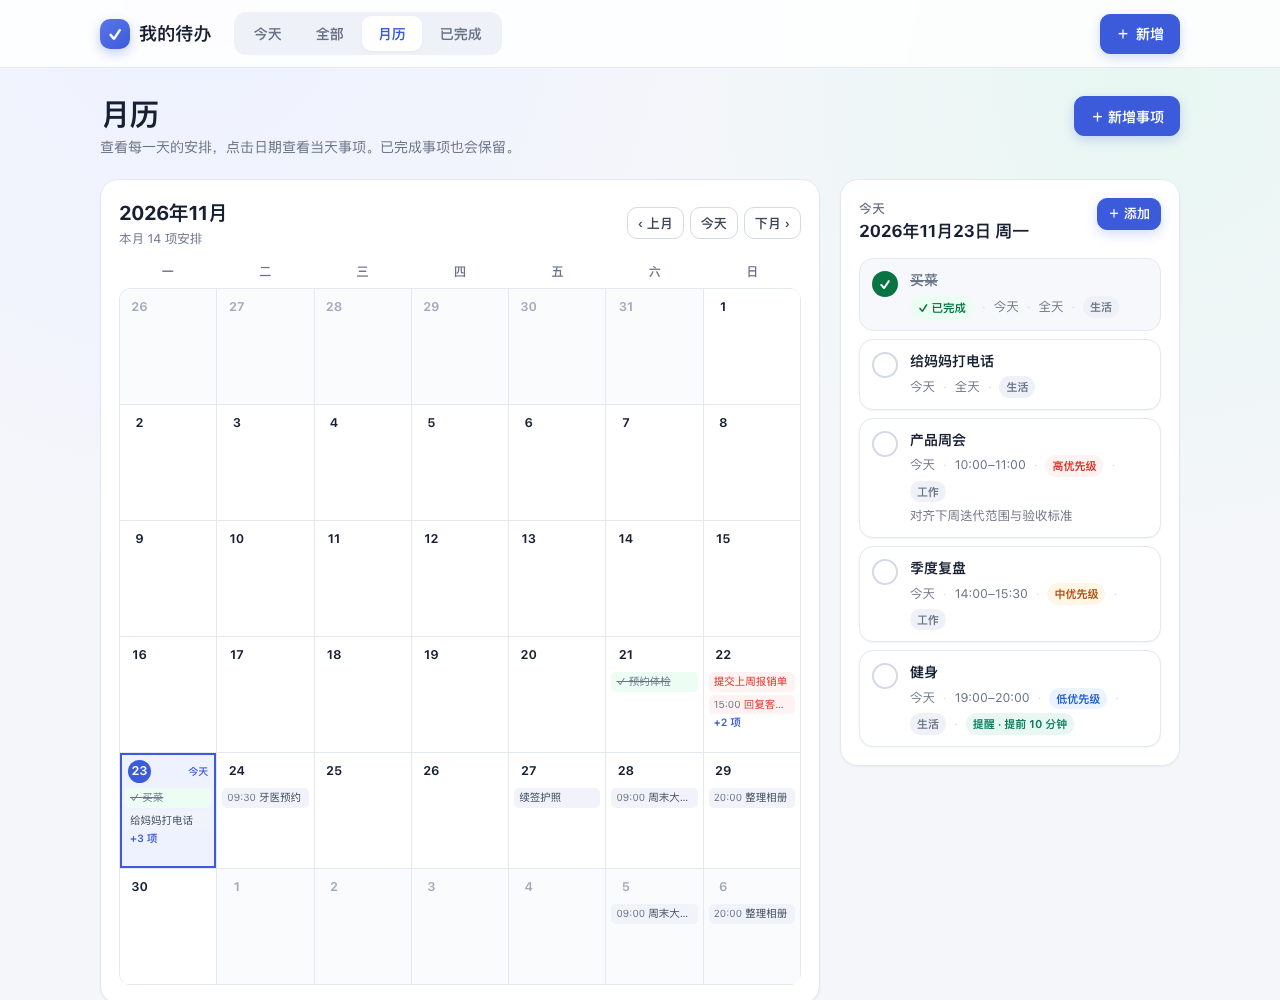 我的待办
今天 全部 月历 已完成
+ 新增
月历
查看每一天的安排，点击日期查看当天事项。已完成事项也会保留。
+ 新增事项
2026年11月
本月 14 项安排
‹ 上月 今天 下月 ›
一 二 三 四 五 六 日
26 27 28 29 30 31 1
2 3 4 5 6 7 8
9 10 11 12 13 14 15
16 17 18 19 20 21 22
✓ 预约体检 提交上周报销单
15:00 回复客...
+2 项
23 今天 24 25 26 27 28 29
✓ 买菜 09:30 牙医预约 续签护照 09:00 周末大... 20:00 整理相册
给妈妈打电话
+3 项
30 1 2 3 4 5 6
09:00 周末大... 20:00 整理相册
今天
2026年11月23日 周一
+ 添加
买菜
✓ 已完成 · 今天 · 全天 · 生活
给妈妈打电话
今天 · 全天 · 生活
产品周会
今天 · 10:00–11:00 · 高优先级 ·
工作
对齐下周迭代范围与验收标准
季度复盘
今天 · 14:00–15:30 · 中优先级 ·
工作
健身
今天 · 19:00–20:00 · 低优先级 ·
生活 · 提醒 · 提前 10 分钟